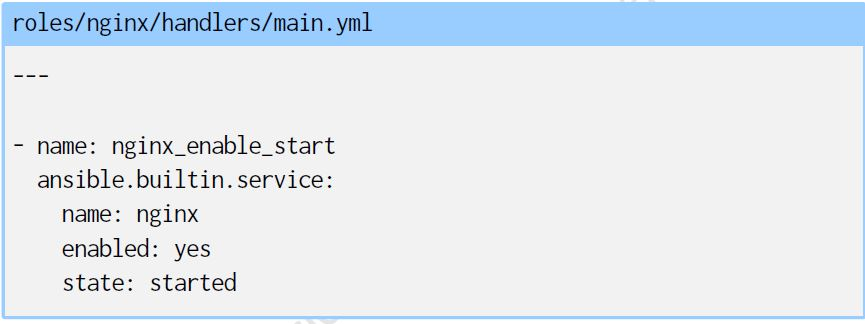 roles/nginx/handlers/main.yml
---
- name: nginx_enable_start
  ansible.builtin.service:
    name: nginx
    enabled: yes
    state: started